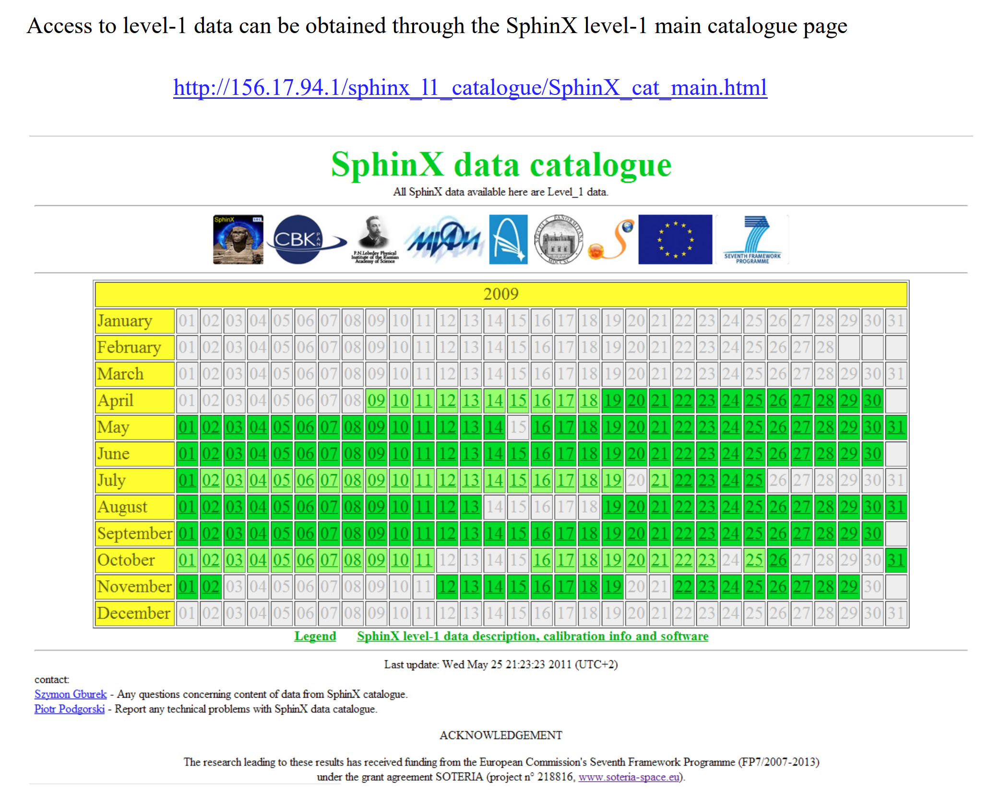 Access to level-1 data can be obtained through the SphinX level-1 main catalogue page
http://156.17.94.1/sphinx_l1_catalogue/SphinX_cat_main.html
SphinX data catalogue
All SphinX data available here are Level_1 data.
SphinX SRC
CBK PAN
P.N.Lebedev Physical
Institute of the Russian
Academy of Science
МИФИ
SPECULA PANORMITANA
MDCCXC
7
SEVENTH FRAMEWORK
PROGRAMME
2009
January 01 02 03 04 05 06 07 08 09 10 11 12 13 14 15 16 17 18 19 20 21 22 23 24 25 26 27 28 29 30 31
February 01 02 03 04 05 06 07 08 09 10 11 12 13 14 15 16 17 18 19 20 21 22 23 24 25 26 27 28
March 01 02 03 04 05 06 07 08 09 10 11 12 13 14 15 16 17 18 19 20 21 22 23 24 25 26 27 28 29 30 31
April 01 02 03 04 05 06 07 08 09 10 11 12 13 14 15 16 17 18 19 20 21 22 23 24 25 26 27 28 29 30
May 01 02 03 04 05 06 07 08 09 10 11 12 13 14 15 16 17 18 19 20 21 22 23 24 25 26 27 28 29 30 31
June 01 02 03 04 05 06 07 08 09 10 11 12 13 14 15 16 17 18 19 20 21 22 23 24 25 26 27 28 29 30
July 01 02 03 04 05 06 07 08 09 10 11 12 13 14 15 16 17 18 19 20 21 22 23 24 25 26 27 28 29 30 31
August 01 02 03 04 05 06 07 08 09 10 11 12 13 14 15 16 17 18 19 20 21 22 23 24 25 26 27 28 29 30 31
September 01 02 03 04 05 06 07 08 09 10 11 12 13 14 15 16 17 18 19 20 21 22 23 24 25 26 27 28 29 30
October 01 02 03 04 05 06 07 08 09 10 11 12 13 14 15 16 17 18 19 20 21 22 23 24 25 26 27 28 29 30 31
November 01 02 03 04 05 06 07 08 09 10 11 12 13 14 15 16 17 18 19 20 21 22 23 24 25 26 27 28 29 30
December 01 02 03 04 05 06 07 08 09 10 11 12 13 14 15 16 17 18 19 20 21 22 23 24 25 26 27 28 29 30 31
Legend SphinX level-1 data description, calibration info and software
Last update: Wed May 25 21:23:23 2011 (UTC+2)
contact:
Szymon Gburek - Any questions concerning content of data from SphinX catalogue.
Piotr Podgorski - Report any technical problems with SphinX data catalogue.
ACKNOWLEDGEMENT
The research leading to these results has received funding from the European Commission's Seventh Framework Programme (FP7/2007-2013)
under the grant agreement SOTERIA (project n° 218816, www.soteria-space.eu).